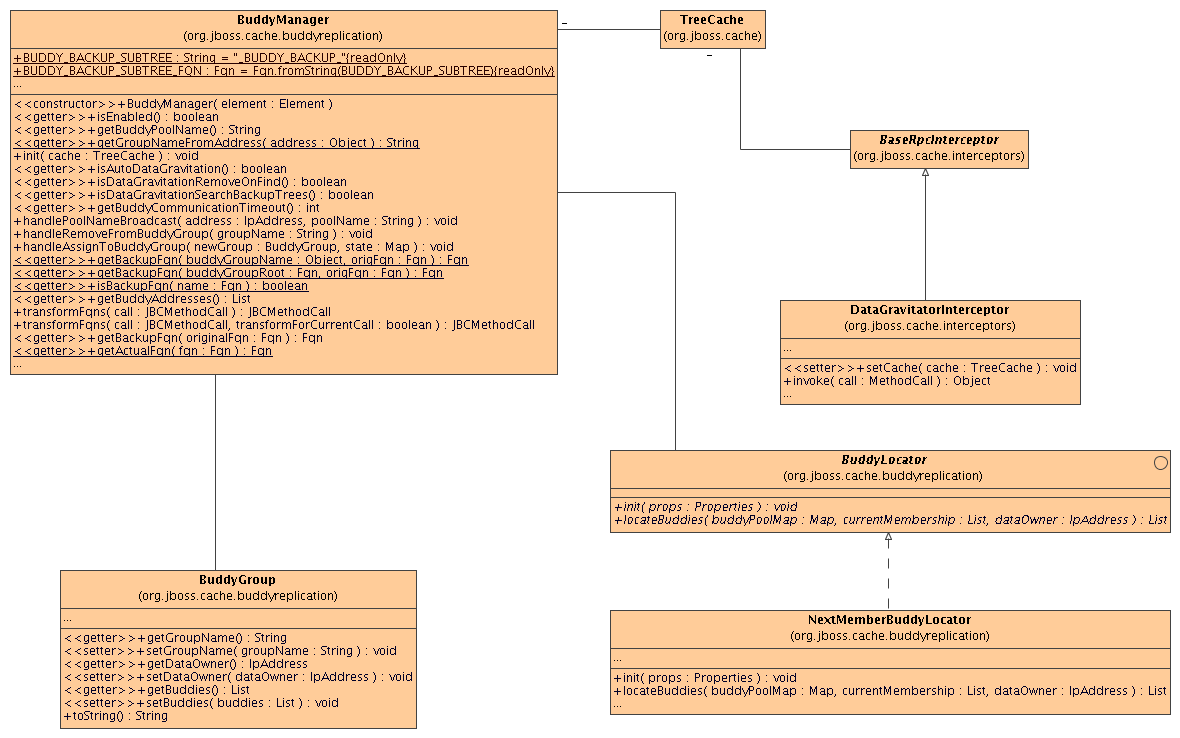 BuddyManager
(org.jboss.cache.buddyreplication)
+BUDDY_BACKUP_SUBTREE : String = "_BUDDY_BACKUP_"{readOnly}
+BUDDY_BACKUP_SUBTREE_FQN : Fqn = Fqn.fromString(BUDDY_BACKUP_SUBTREE){readOnly}
...
<<constructor>>+BuddyManager( element : Element )
<<getter>>+isEnabled() : boolean
<<getter>>+getBuddyPoolName() : String
<<getter>>+getGroupNameFromAddress( address : Object ) : String
+init( cache : TreeCache ) : void
<<getter>>+isAutoDataGravitation() : boolean
<<getter>>+isDataGravitationRemoveOnFind() : boolean
<<getter>>+isDataGravitationSearchBackupTrees() : boolean
<<getter>>+getBuddyCommunicationTimeout() : int
+handlePoolNameBroadcast( address : IpAddress, poolName : String ) : void
+handleRemoveFromBuddyGroup( groupName : String ) : void
+handleAssignToBuddyGroup( newGroup : BuddyGroup, state : Map ) : void
<<getter>>+getBackupFqn( buddyGroupName : Object, origFqn : Fqn ) : Fqn
<<getter>>+getBackupFqn( buddyGroupRoot : Fqn, origFqn : Fqn ) : Fqn
<<getter>>+isBackupFqn( name : Fqn ) : boolean
<<getter>>+getBuddyAddresses() : List
+transformFqns( call : JBCMethodCall ) : JBCMethodCall
+transformFqns( call : JBCMethodCall, transformForCurrentCall : boolean ) : JBCMethodCall
<<getter>>+getBackupFqn( originalFqn : Fqn ) : Fqn
<<getter>>+getActualFqn( fqn : Fqn ) : Fqn
...
TreeCache
(org.jboss.cache)
BaseRpcInterceptor
(org.jboss.cache.interceptors)
DataGravitatorInterceptor
(org.jboss.cache.interceptors)
...
<<setter>>+setCache( cache : TreeCache ) : void
+invoke( call : MethodCall ) : Object
...
BuddyLocator
(org.jboss.cache.buddyreplication)
+init( props : Properties ) : void
+locateBuddies( buddyPoolMap : Map, currentMembership : List, dataOwner : IpAddress ) : List
BuddyGroup
(org.jboss.cache.buddyreplication)
...
<<getter>>+getGroupName() : String
<<setter>>+setGroupName( groupName : String ) : void
<<getter>>+getDataOwner() : IpAddress
<<setter>>+setDataOwner( dataOwner : IpAddress ) : void
<<getter>>+getBuddies() : List
<<setter>>+setBuddies( buddies : List ) : void
+toString() : String
NextMemberBuddyLocator
(org.jboss.cache.buddyreplication)
...
+init( props : Properties ) : void
+locateBuddies( buddyPoolMap : Map, currentMembership : List, dataOwner : IpAddress ) : List
...